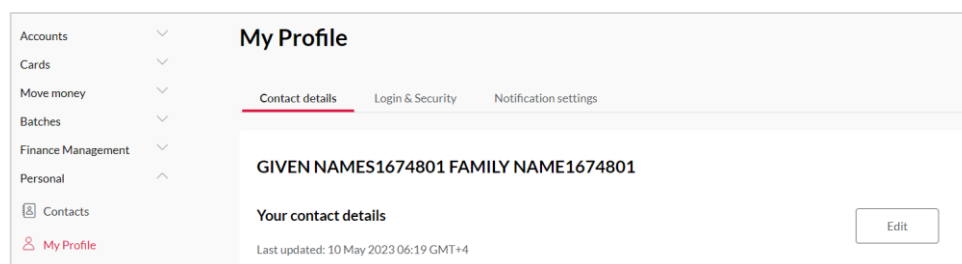 Accounts
Cards
Move money
Batches
Finance Management
Personal
Contacts
My Profile
My Profile
Contact details
Login & Security
Notification settings
GIVEN NAMES1674801 FAMILY NAME1674801
Your contact details
Edit
Last updated: 10 May 2023 06:19 GMT+4